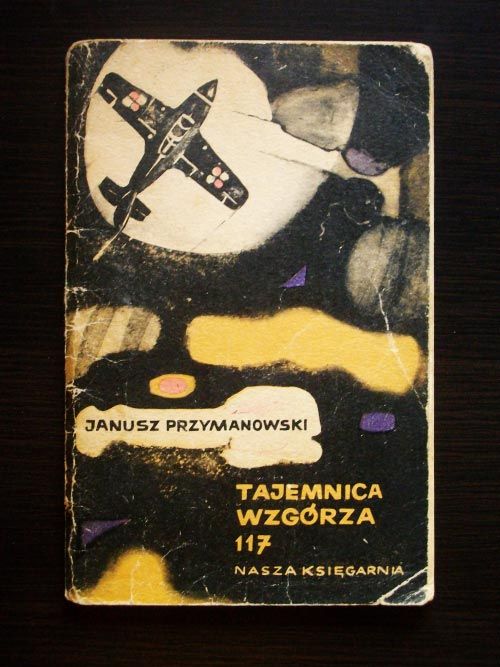 JANUSZ PRZYMANOWSKI
TAJEMNICA
WZGÓRZA
117
NASZA KSIĘGARNIA